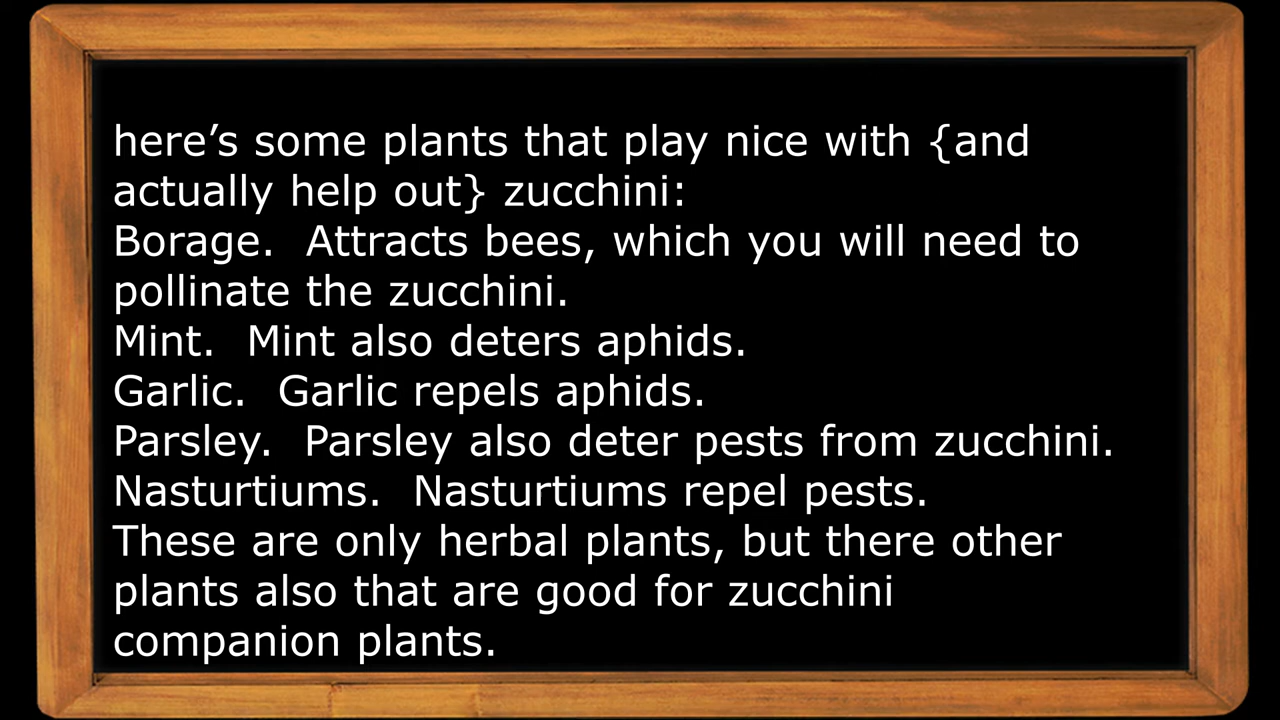 here’s some plants that play nice with {and
actually help out} zucchini:
Borage.  Attracts bees, which you will need to
pollinate the zucchini.
Mint.  Mint also deters aphids.
Garlic.  Garlic repels aphids.
Parsley.  Parsley also deter pests from zucchini.
Nasturtiums.  Nasturtiums repel pests.
These are only herbal plants, but there other
plants also that are good for zucchini
companion plants.